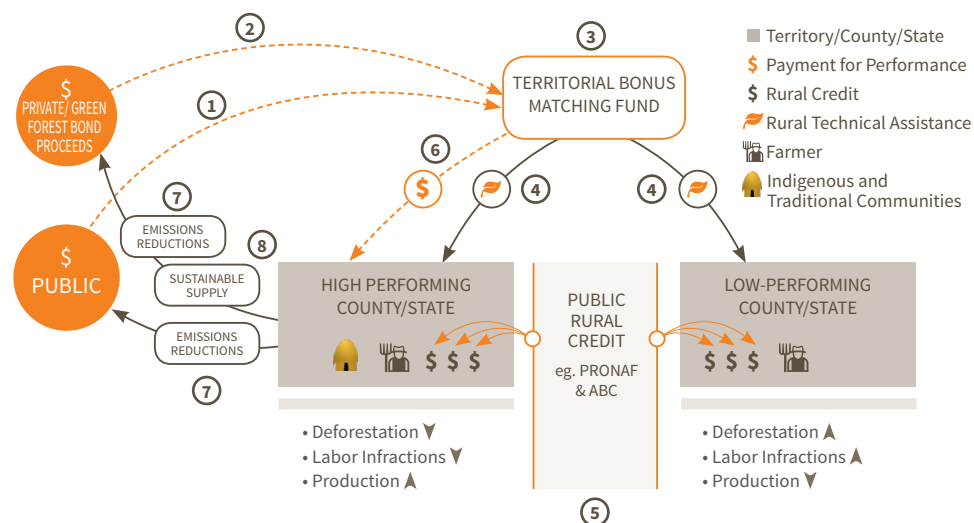 2
1
3
$
PRIVATE/ GREEN
FOREST BOND
PROCEEDS
TERRITORIAL BONUS
MATCHING FUND
Territory/County/State
$ Payment for Performance
$ Rural Credit
Rural Technical Assistance
Farmer
Indigenous and
Traditional Communities
6
$
4
4
7
EMISSIONS
REDUCTIONS
8
$
PUBLIC
SUSTAINABLE
SUPPLY
EMISSIONS
REDUCTIONS
7
HIGH PERFORMING
COUNTY/STATE
$ $ $
PUBLIC
RURAL
CREDIT
eg. PRONAF
& ABC
LOW-PERFORMING
COUNTY/STATE
$ $ $
• Deforestation
• Labor Infractions
• Production
• Deforestation
• Labor Infractions
• Production
5